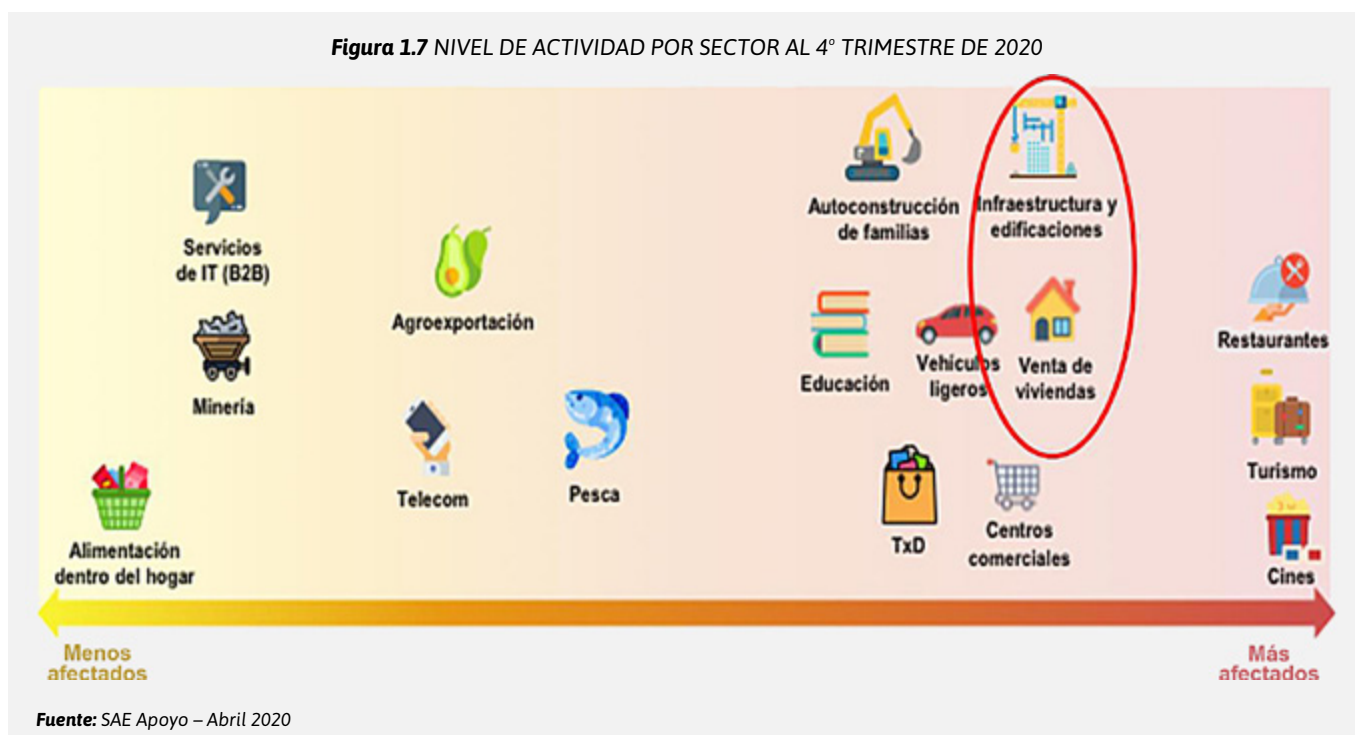 Figura 1.7 NIVEL DE ACTIVIDAD POR SECTOR AL 4º TRIMESTRE DE 2020
Servicios
de IT (B2B)
Minería
Alimentación
dentro del hogar
Agroexportación
Telecom
Pesca
Autoconstrucción
de familias
Infraestructura y
edificaciones
Educación
Vehículos
ligeros
Venta de
viviendas
TxD
Centros
comerciales
Restaurantes
Turismo
Cines
Menos
afectados
Más
afectados
Fuente: SAE Apoyo – Abril 2020